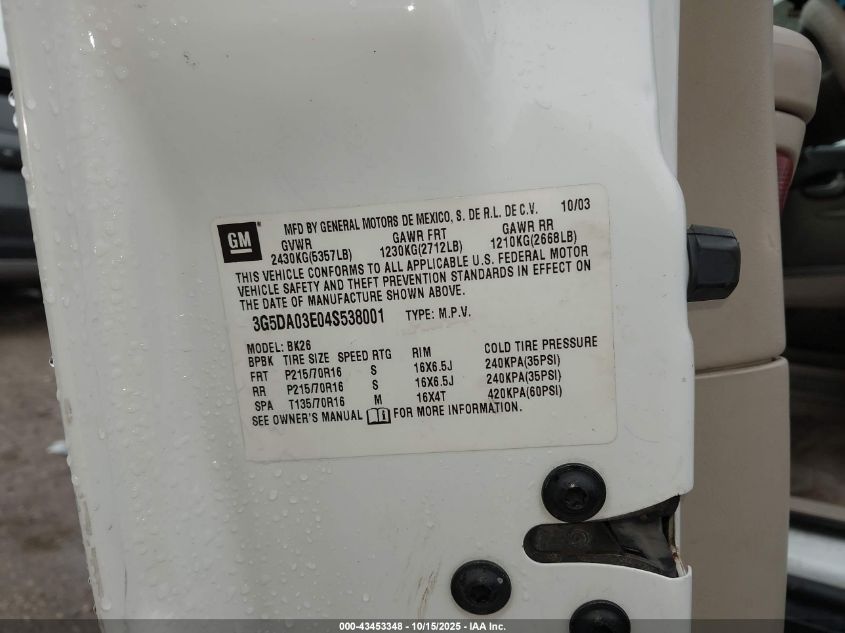 GM
MFD BY GENERAL MOTORS DE MEXICO, S. DE R.L. DE C.V. 10/03
GVWR GAWR FRT GAWR RR
2430KG(5357LB) 1230KG(2712LB) 1210KG(2668LB)
THIS VEHICLE CONFORMS TO ALL APPLICABLE U.S. FEDERAL MOTOR
VEHICLE SAFETY AND THEFT PREVENTION STANDARDS IN EFFECT ON
THE DATE OF MANUFACTURE SHOWN ABOVE.
3G5DA03E04S538001 TYPE: M.P.V.
MODEL: BK26
BPBK TIRE SIZE SPEED RTG RIM COLD TIRE PRESSURE
FRT P215/70R16 S 16X6.5J 240KPA(35PSI)
RR P215/70R16 S 16X6.5J 240KPA(35PSI)
SPA T135/70R16 M 16X4T 420KPA(60PSI)
SEE OWNER'S MANUAL FOR MORE INFORMATION.
000-43453348 - 10/15/2025 - IAA Inc.